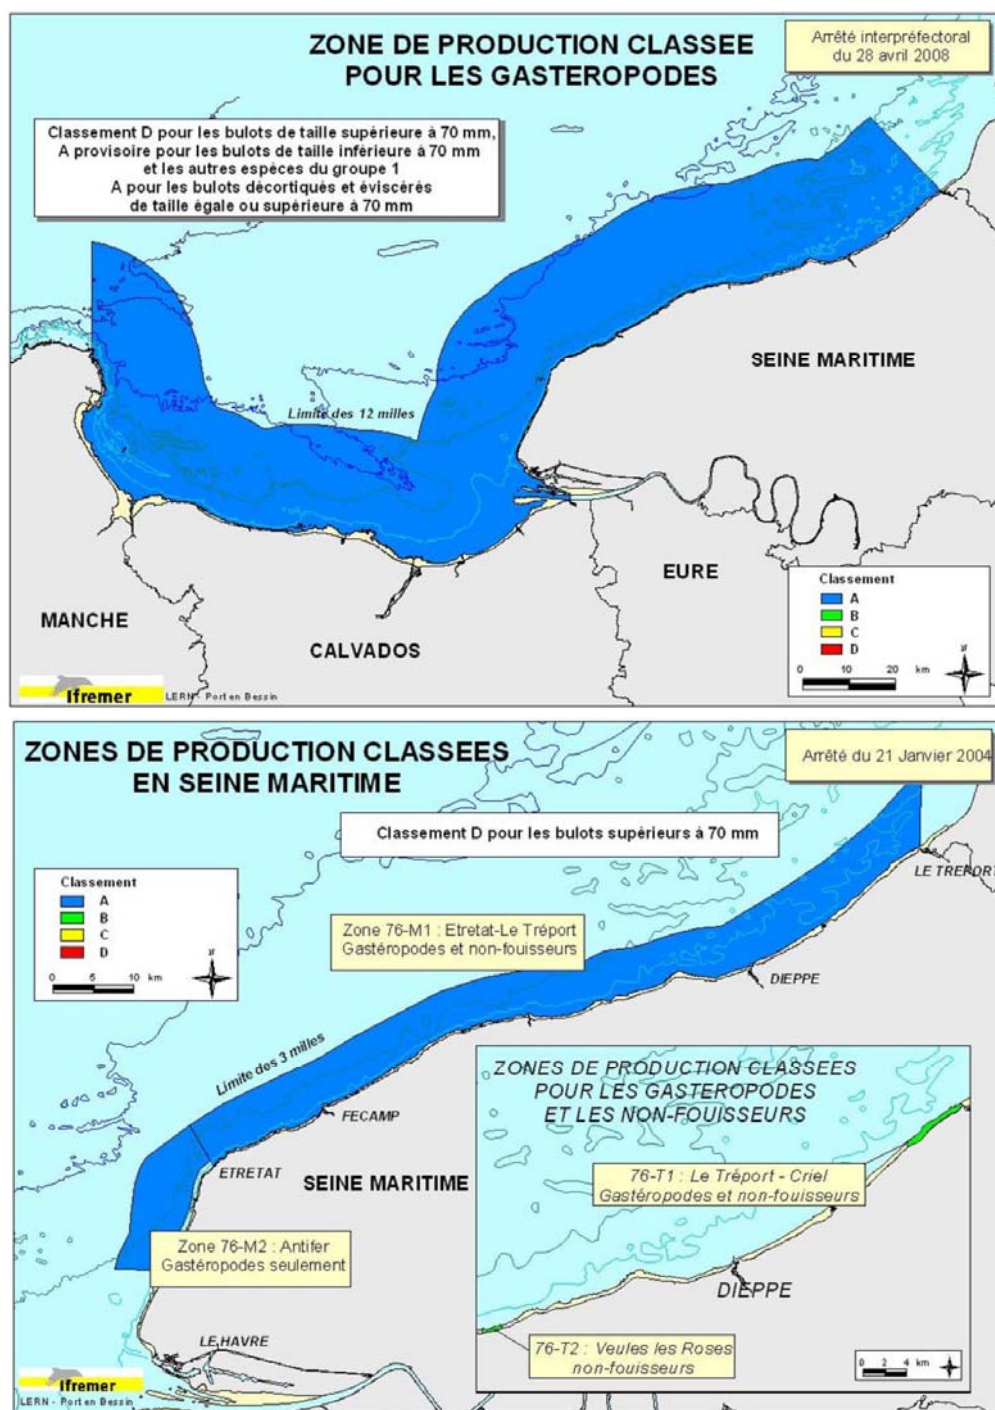 ZONE DE PRODUCTION CLASSEE
POUR LES GASTEROPODES
Arrêté interpréfectoral
du 28 avril 2008
Classement D pour les bulots de taille supérieure à 70 mm,
A provisoire pour les bulots de taille inférieure à 70 mm
et les autres espèces du groupe 1
A pour les bulots décortiqués et éviscérés
de taille égale ou supérieure à 70 mm
SEINE MARITIME
Limite des 12 milles
EURE
MANCHE
CALVADOS
Classement
A
B
C
D
0 10 20 km
N
Ifremer
LERN - Port en Bessin
ZONES DE PRODUCTION CLASSEES
EN SEINE MARITIME
Arrêté du 21 Janvier 2004
Classement D pour les bulots supérieurs à 70 mm
LE TREPORT
Classement
A
B
C
D
0 5 10 km
N
Zone 76-M1 : Etretat-Le Tréport
Gastéropodes et non-fouisseurs
DIEPPE
Limite des 3 milles
FECAMP
ETRETAT
SEINE MARITIME
Zone 76-M2 : Antifer
Gastéropodes seulement
LE HAVRE
ZONES DE PRODUCTION CLASSEES
POUR LES GASTEROPODES
ET LES NON-FOUISSEURS
76-T1 : Le Tréport - Criel
Gastéropodes et non-fouisseurs
DIEPPE
76-T2 : Veules les Roses
non-fouisseurs
0 2 4 km
Ifremer
LERN - Port en Bessin